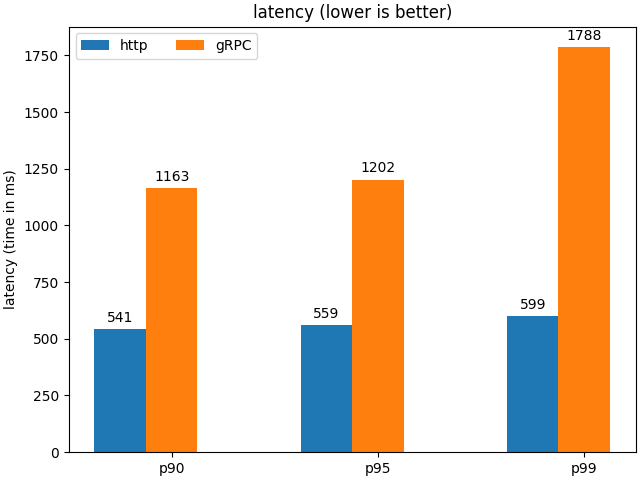 latency (lower is better)
http
gRPC
latency (time in ms)
1750
1500
1250
1000
750
500
250
0
541
1163
559
1202
599
1788
p90
p95
p99